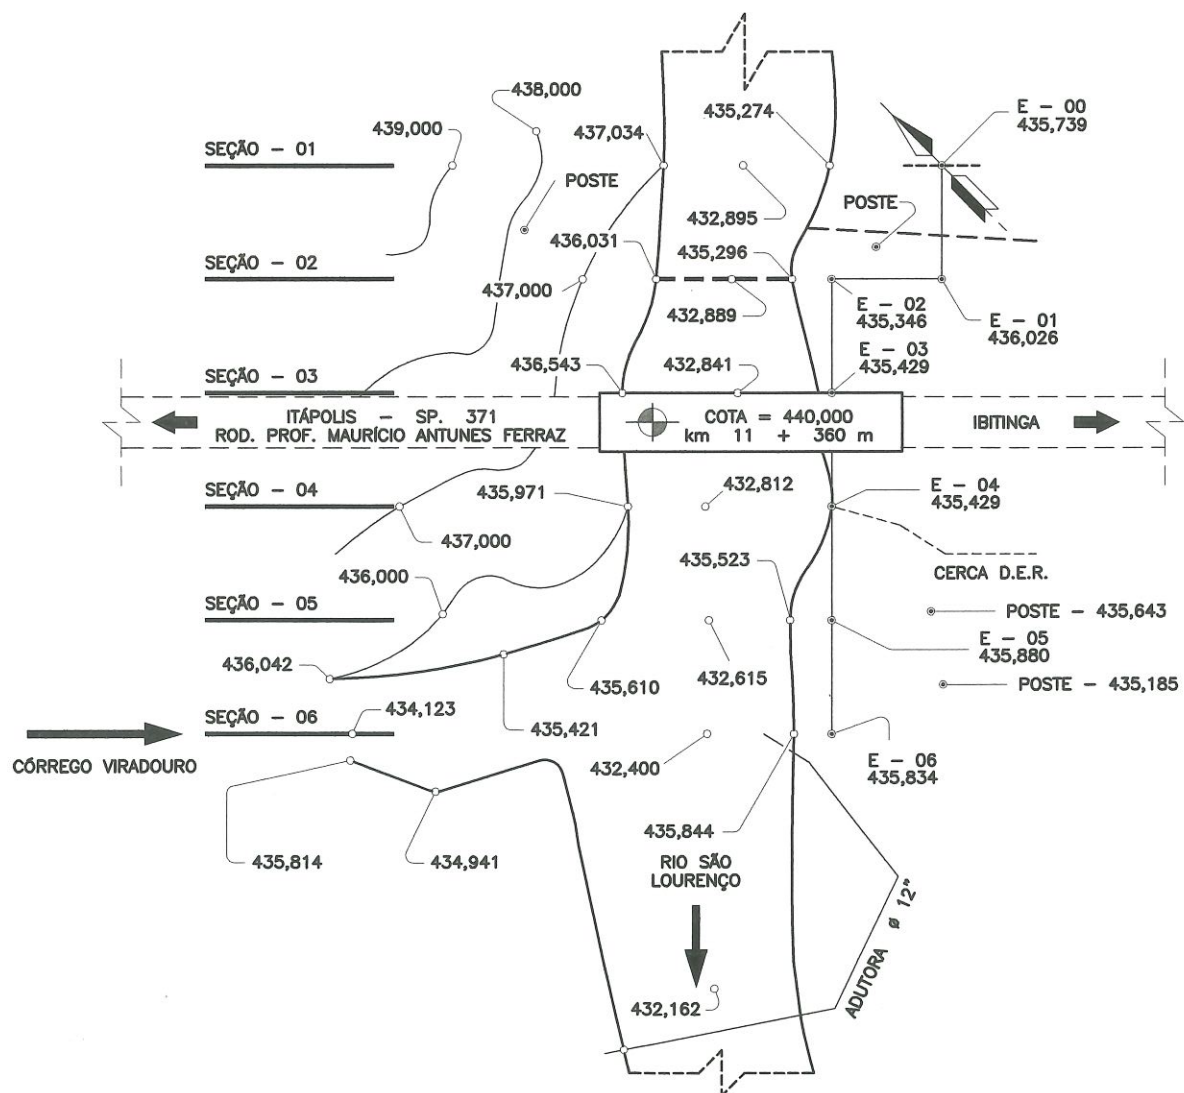 438,000
439,000
437,034
435,274
E - 00
435,739
SEÇÃO - 01
POSTE
432,895
POSTE
436,031
435,296
SEÇÃO - 02
437,000
432,889
E - 02
435,346
E - 01
436,026
E - 03
435,429
SEÇÃO - 03
436,543
432,841
ITÁPOLIS - SP. 371
ROD. PROF. MAURÍCIO ANTUNES FERRAZ
COTA = 440,000
km 11 + 360 m
IBITINGA
SEÇÃO - 04
435,971
432,812
E - 04
435,429
437,000
435,523
CERCA D.E.R.
436,000
SEÇÃO - 05
POSTE - 435,643
E - 05
435,880
436,042
435,610
432,615
POSTE - 435,185
SEÇÃO - 06
434,123
435,421
CÓRREGO VIRADOURO
432,400
E - 06
435,834
435,844
435,814
434,941
RIO SÃO
LOURENÇO
ADUTORA ø 12"
432,162